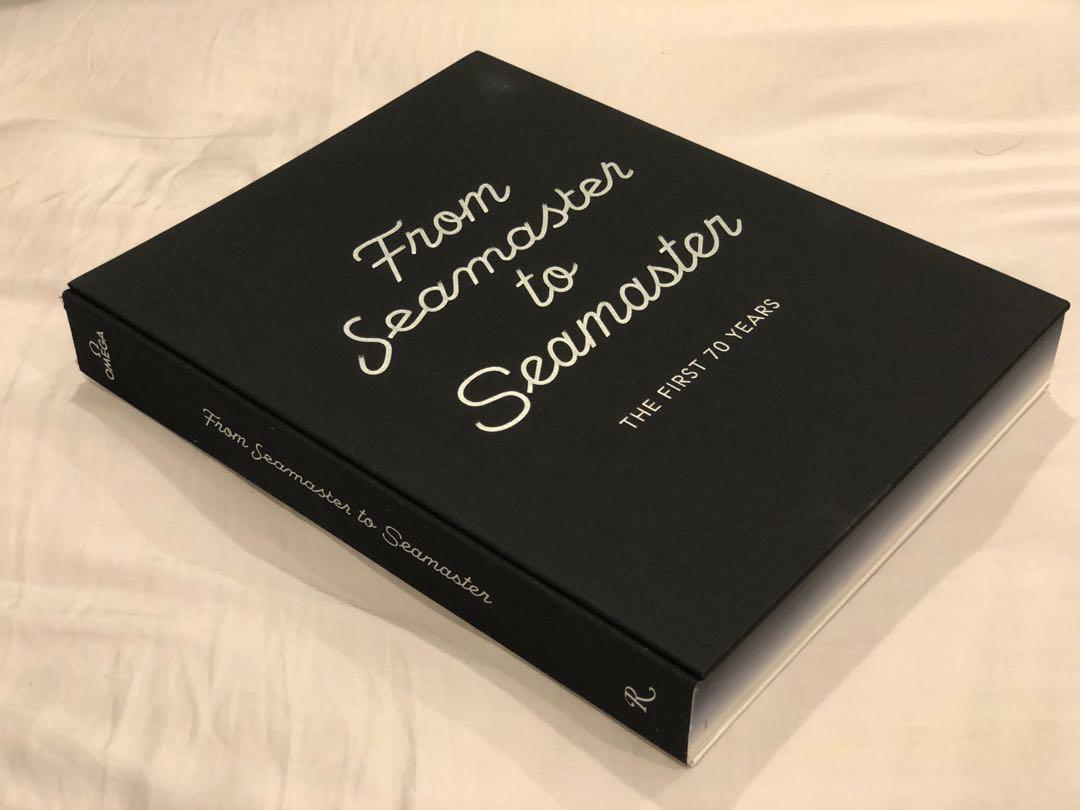 From
Seamaster
to
Seamaster
THE FIRST 70 YEARS
Ω
OMEGA
From Seamaster to Seamaster
R